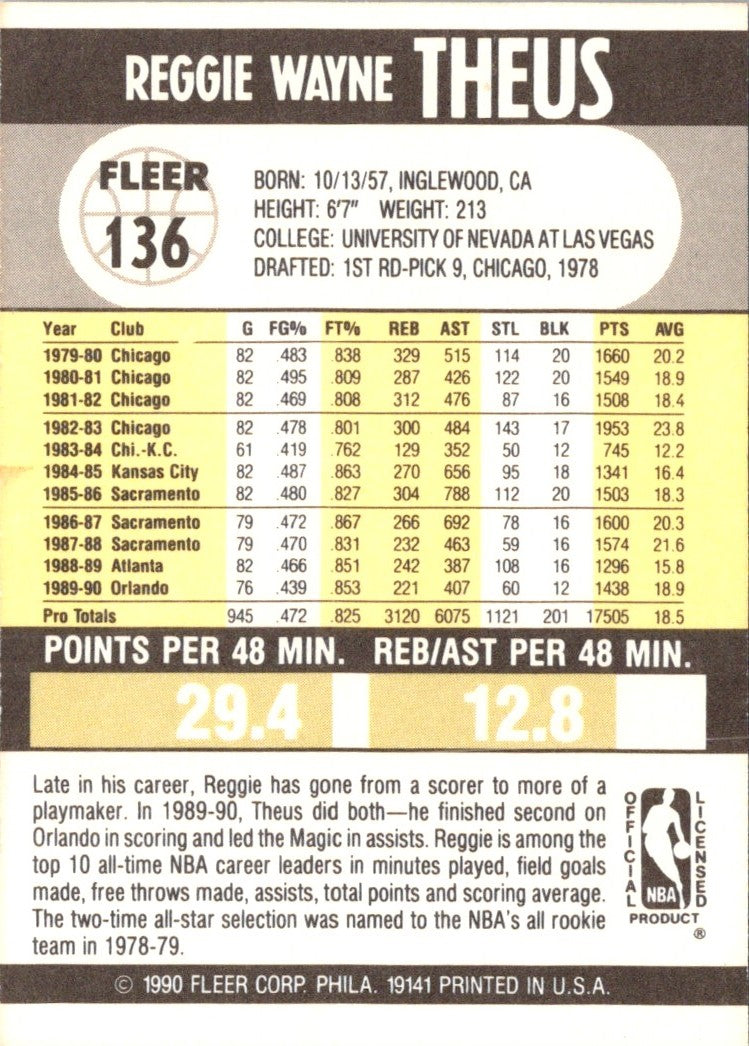 REGGIE WAYNE THEUS
FLEER
136
BORN: 10/13/57, INGLEWOOD, CA
HEIGHT: 6'7" WEIGHT: 213
COLLEGE: UNIVERSITY OF NEVADA AT LAS VEGAS
DRAFTED: 1ST RD-PICK 9, CHICAGO, 1978
Year Club G FG% FT% REB AST STL BLK PTS AVG
1979-80 Chicago 82 .483 .838 329 515 114 20 1660 20.2
1980-81 Chicago 82 .495 .809 287 426 122 20 1549 18.9
1981-82 Chicago 82 .469 .808 312 476 87 16 1508 18.4
1982-83 Chicago 82 .478 .801 300 484 143 17 1953 23.8
1983-84 Chi.-K.C. 61 .419 .762 129 352 50 12 745 12.2
1984-85 Kansas City 82 .487 .863 270 656 95 18 1341 16.4
1985-86 Sacramento 82 .480 .827 304 788 112 20 1503 18.3
1986-87 Sacramento 79 .472 .867 266 692 78 16 1600 20.3
1987-88 Sacramento 79 .470 .831 232 463 59 16 1574 21.6
1988-89 Atlanta 82 .466 .851 242 387 108 16 1296 15.8
1989-90 Orlando 76 .439 .853 221 407 60 12 1438 18.9
Pro Totals 945 .472 .825 3120 6075 1121 201 17505 18.5
POINTS PER 48 MIN. REB/AST PER 48 MIN.
29.4 12.8
Late in his career, Reggie has gone from a scorer to more of a
playmaker. In 1989-90, Theus did both—he finished second on
Orlando in scoring and led the Magic in assists. Reggie is among the
top 10 all-time NBA career leaders in minutes played, field goals
made, free throws made, assists, total points and scoring average.
The two-time all-star selection was named to the NBA's all rookie
team in 1978-79.
OFFICIAL
LICENSED
NBA
PRODUCT
®
© 1990 FLEER CORP. PHILA. 19141 PRINTED IN U.S.A.